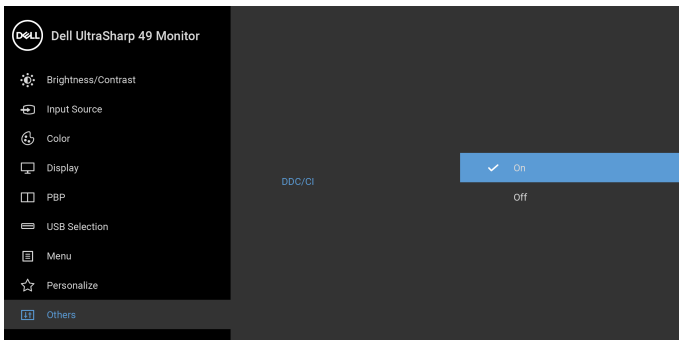 DELL Dell UltraSharp 49 Monitor
Brightness/Contrast
Input Source
Color
Display
PBP
USB Selection
Menu
Personalize
Others
DDC/CI
On
Off